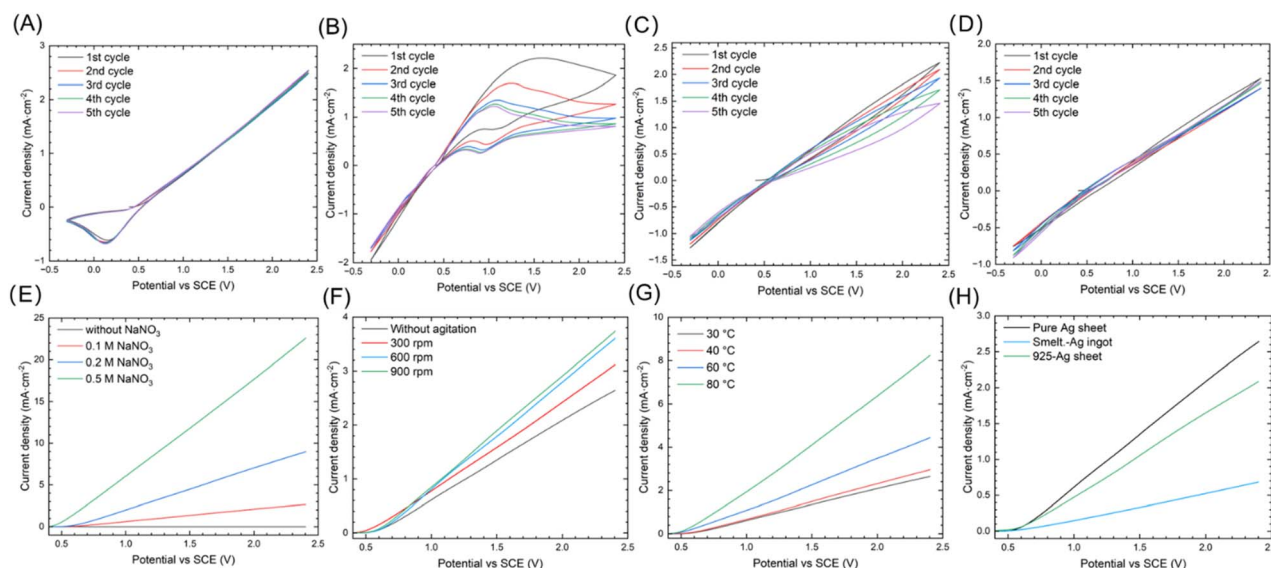 (A)
3
2
1
0
−1
−0.5
0.0
0.5
1.0
1.5
2.0
2.5
Current density (mA·cm⁻²)
Potential vs SCE (V)
1st cycle
2nd cycle
3rd cycle
4th cycle
5th cycle
(B)
2
1
0
−1
−2
−0.5
0.0
0.5
1.0
1.5
2.0
2.5
Current density (mA·cm⁻²)
Potential vs SCE (V)
1st cycle
2nd cycle
3rd cycle
4th cycle
5th cycle
(C)
2.5
2.0
1.5
1.0
0.5
0.0
−0.5
−1.0
−1.5
−0.5
0.0
0.5
1.0
1.5
2.0
2.5
Current density (mA·cm⁻²)
Potential vs SCE (V)
1st cycle
2nd cycle
3rd cycle
4th cycle
5th cycle
(D)
2.0
1.5
1.0
0.5
0.0
−0.5
−1.0
−0.5
0.0
0.5
1.0
1.5
2.0
2.5
Current density (mA·cm⁻²)
Potential vs SCE (V)
1st cycle
2nd cycle
3rd cycle
4th cycle
5th cycle
(E)
25
20
15
10
5
0
0.5
1.0
1.5
2.0
2.5
Current density (mA·cm⁻²)
Potential vs SCE (V)
without NaNO₃
0.1 M NaNO₃
0.2 M NaNO₃
0.5 M NaNO₃
(F)
4
3
2
1
0
0.5
1.0
1.5
2.0
2.5
Current density (mA·cm⁻²)
Potential vs SCE (V)
Without agitation
300 rpm
600 rpm
900 rpm
(G)
10
8
6
4
2
0
0.5
1.0
1.5
2.0
2.5
Current density (mA·cm⁻²)
Potential vs SCE (V)
30 °C
40 °C
60 °C
80 °C
(H)
3.0
2.5
2.0
1.5
1.0
0.5
0.0
0.5
1.0
1.5
2.0
2.5
Current density (mA·cm⁻²)
Potential vs SCE (V)
Pure Ag sheet
Smelt.-Ag ingot
925-Ag sheet